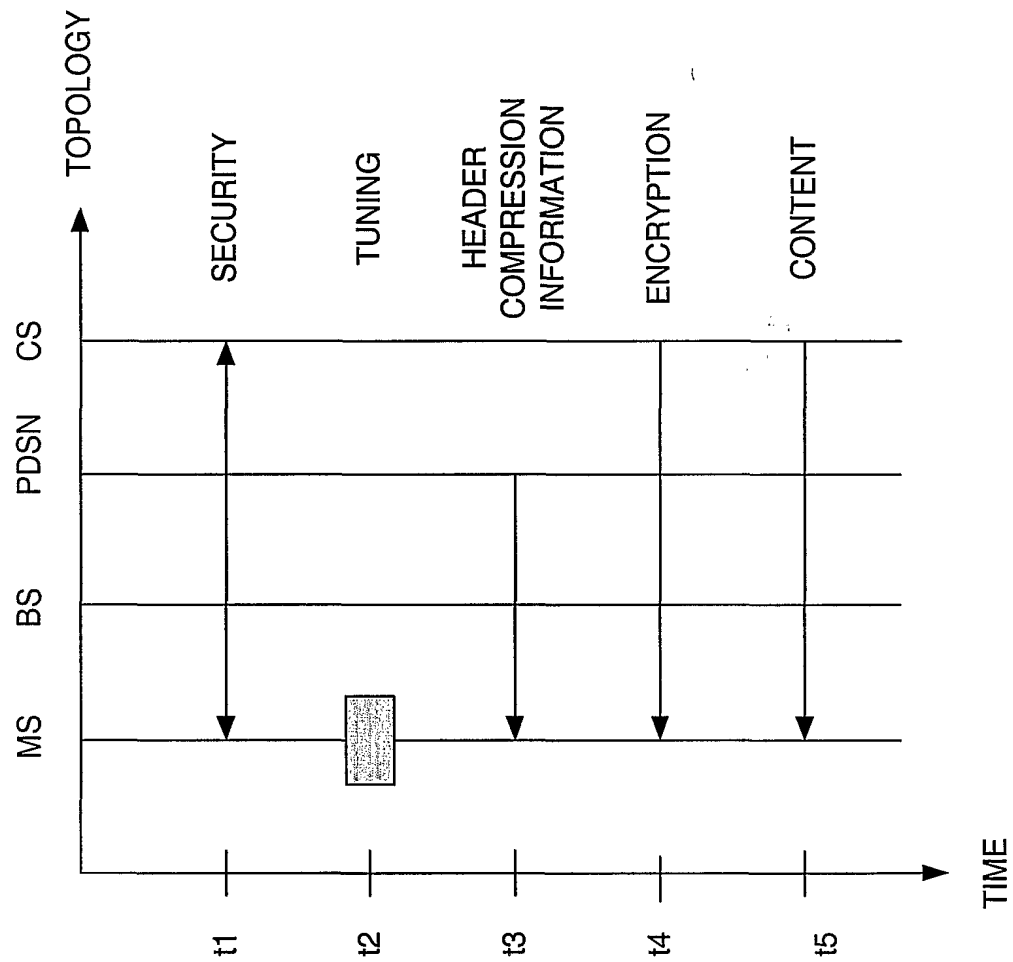 TOPOLOGY
MS
BS
PDSN
CS
t1
SECURITY
t2
TUNING
t3
HEADER
COMPRESSION
INFORMATION
t4
ENCRYPTION
t5
CONTENT
TIME